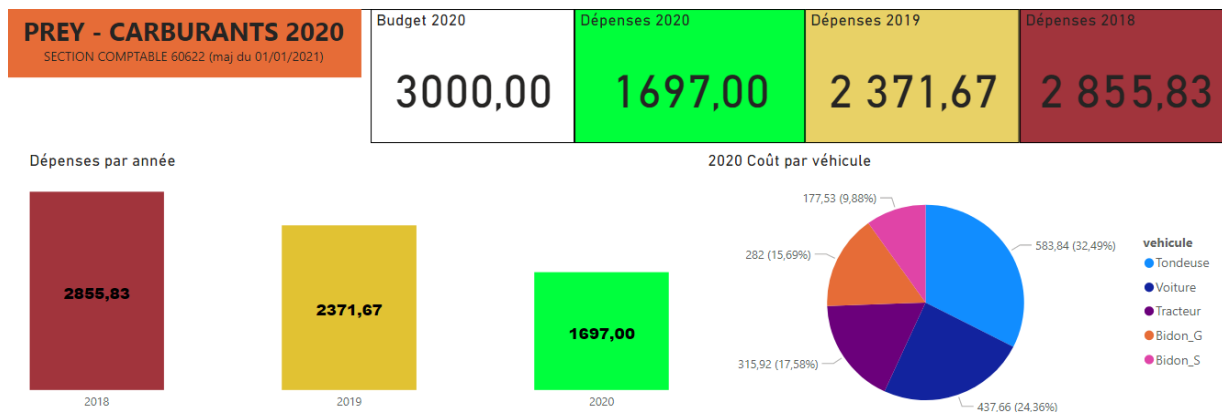 PREY - CARBURANTS 2020
SECTION COMPTABLE 60622 (maj du 01/01/2021)
Budget 2020
3000,00
Dépenses 2020
1697,00
Dépenses 2019
2 371,67
Dépenses 2018
2 855,83
Dépenses par année
2855,83
2371,67
1697,00
2018
2019
2020
2020 Coût par véhicule
177,53 (9,88%)
583,84 (32,49%)
282 (15,69%)
315,92 (17,58%)
437,66 (24,36%)
vehicule
Tondeuse
Voiture
Tracteur
Bidon_G
Bidon_S